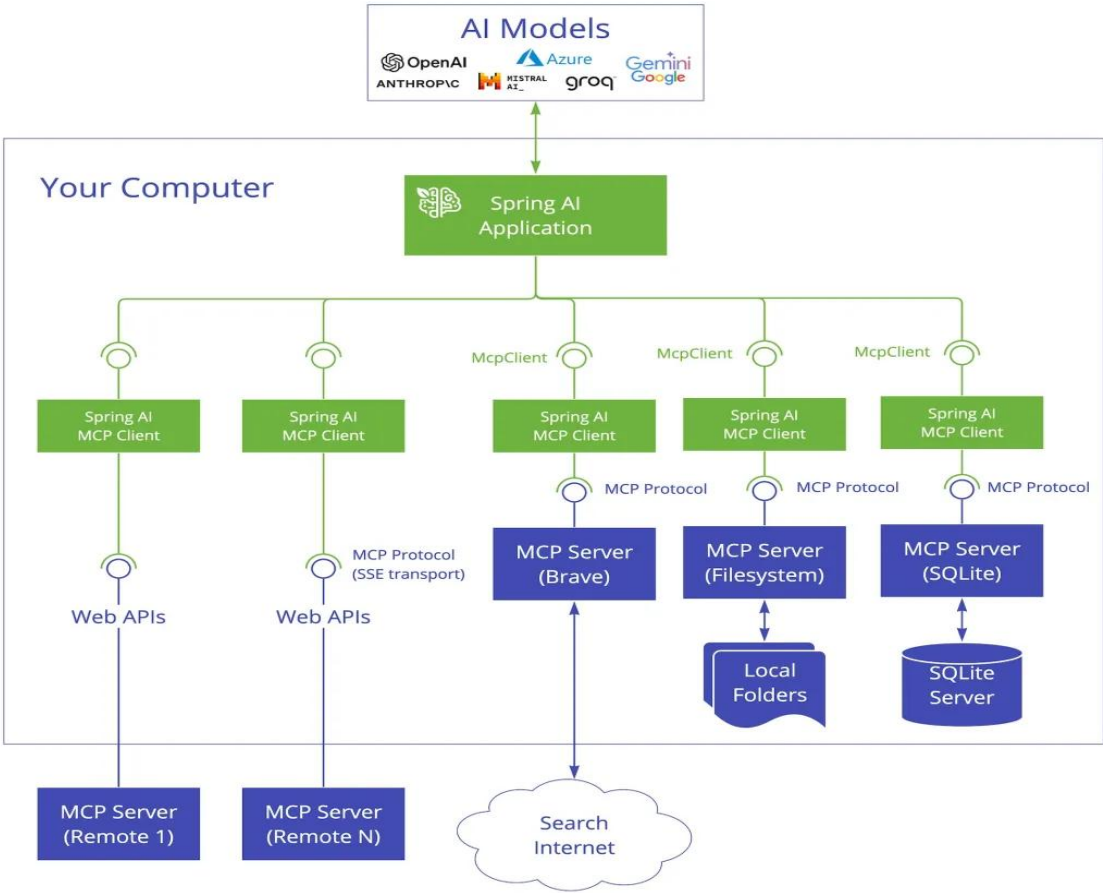 AI Models
OpenAI
Azure
Gemini
Google
ANTHROP\C
MISTRAL
AI_
groq
Your Computer
Spring AI
Application
McpClient
McpClient
McpClient
Spring AI
MCP Client
Spring AI
MCP Client
Spring AI
MCP Client
Spring AI
MCP Client
Spring AI
MCP Client
MCP Protocol
MCP Protocol
MCP Protocol
MCP Protocol
(SSE transport)
MCP Server
(Brave)
MCP Server
(Filesystem)
MCP Server
(SQLite)
Web APIs
Web APIs
Local
Folders
SQLite
Server
MCP Server
(Remote 1)
MCP Server
(Remote N)
Search
Internet